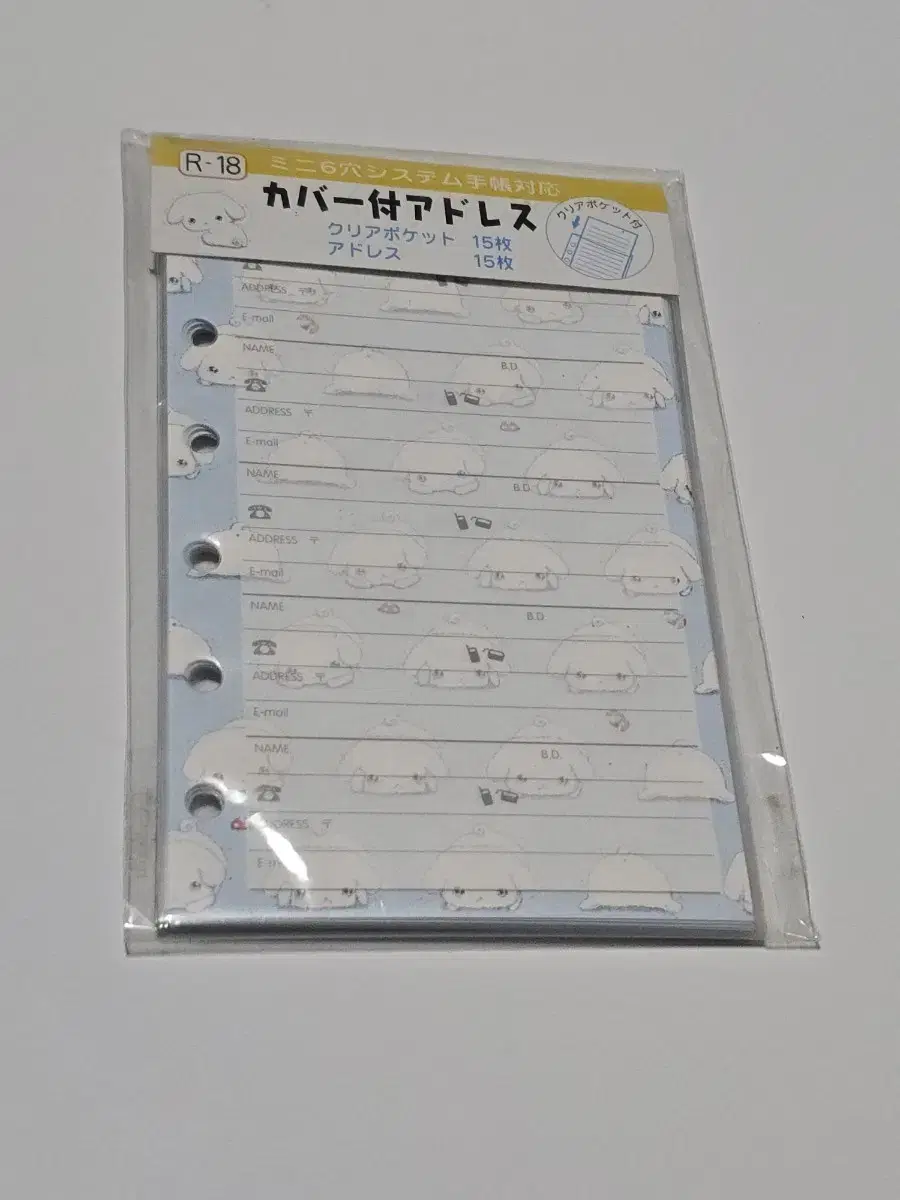 R-18
ミニ6穴システム手帳対応
カバー付アドレス
クリアポケット 15枚
アドレス 15枚
クリアポケット付
ADDRESS 〒
E-mail
NAME B.D.
ADDRESS 〒
E-mail
NAME B.D.
ADDRESS 〒
E-mail
NAME B.D.
ADDRESS 〒
E-mail
NAME B.D.
ADDRESS 〒